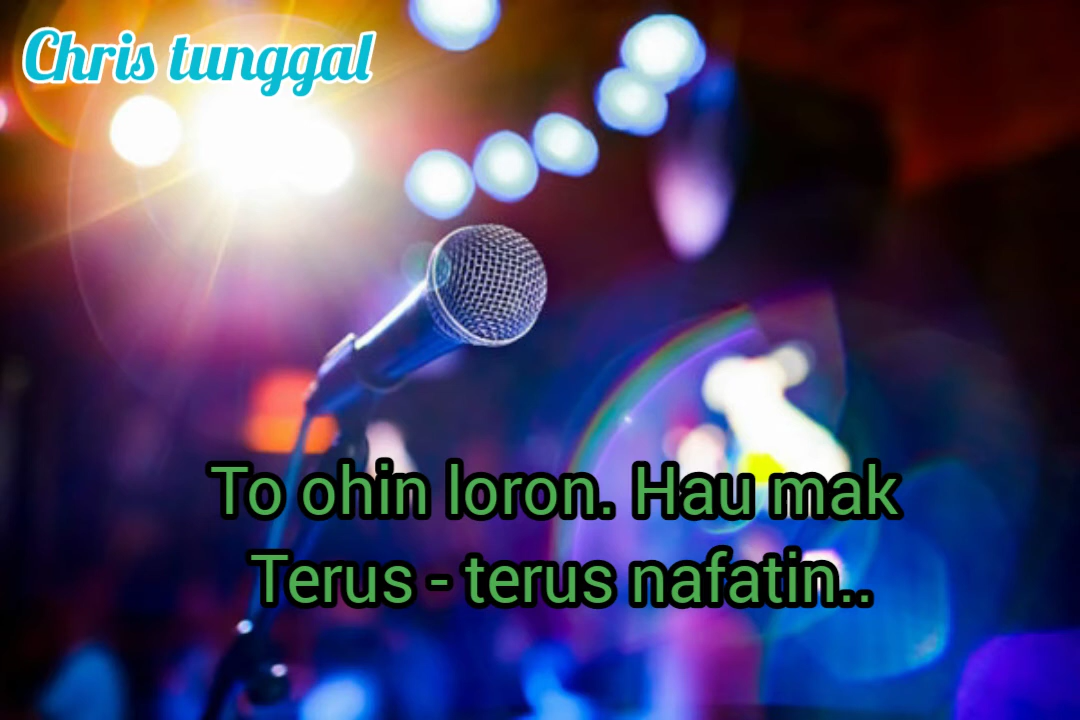 Chris tunggal
To ohin loron. Hau mak
Terus - terus nafatin..